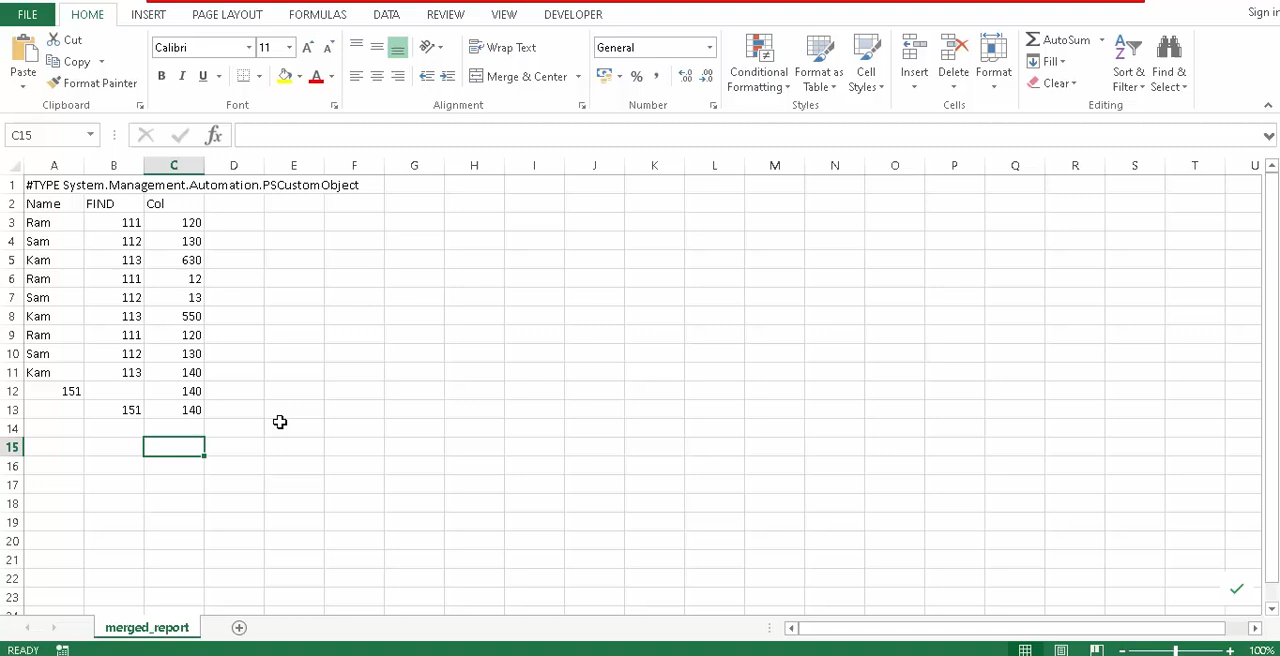 FILE HOME INSERT PAGE LAYOUT FORMULAS DATA REVIEW VIEW DEVELOPER Sign in
Cut
Copy
Format Painter
Paste
Clipboard
Calibri 11
B I U A
Font
Wrap Text
Merge & Center
Alignment
General
% ,
Number
Conditional Formatting
Format as Table
Cell Styles
Styles
Insert Delete Format
Cells
AutoSum
Fill
Clear
Sort & Filter
Find & Select
Editing
C15 fx
A B C D E F G H I J K L M N O P Q R S T U
1 #TYPE System.Management.Automation.PSCustomObject
2 Name FIND Col
3 Ram 111 120
4 Sam 112 130
5 Kam 113 630
6 Ram 111 12
7 Sam 112 13
8 Kam 113 550
9 Ram 111 120
10 Sam 112 130
11 Kam 113 140
12 151 140
13 151 140
14
15
16
17
18
19
20
21
22
23
merged_report
READY 100%